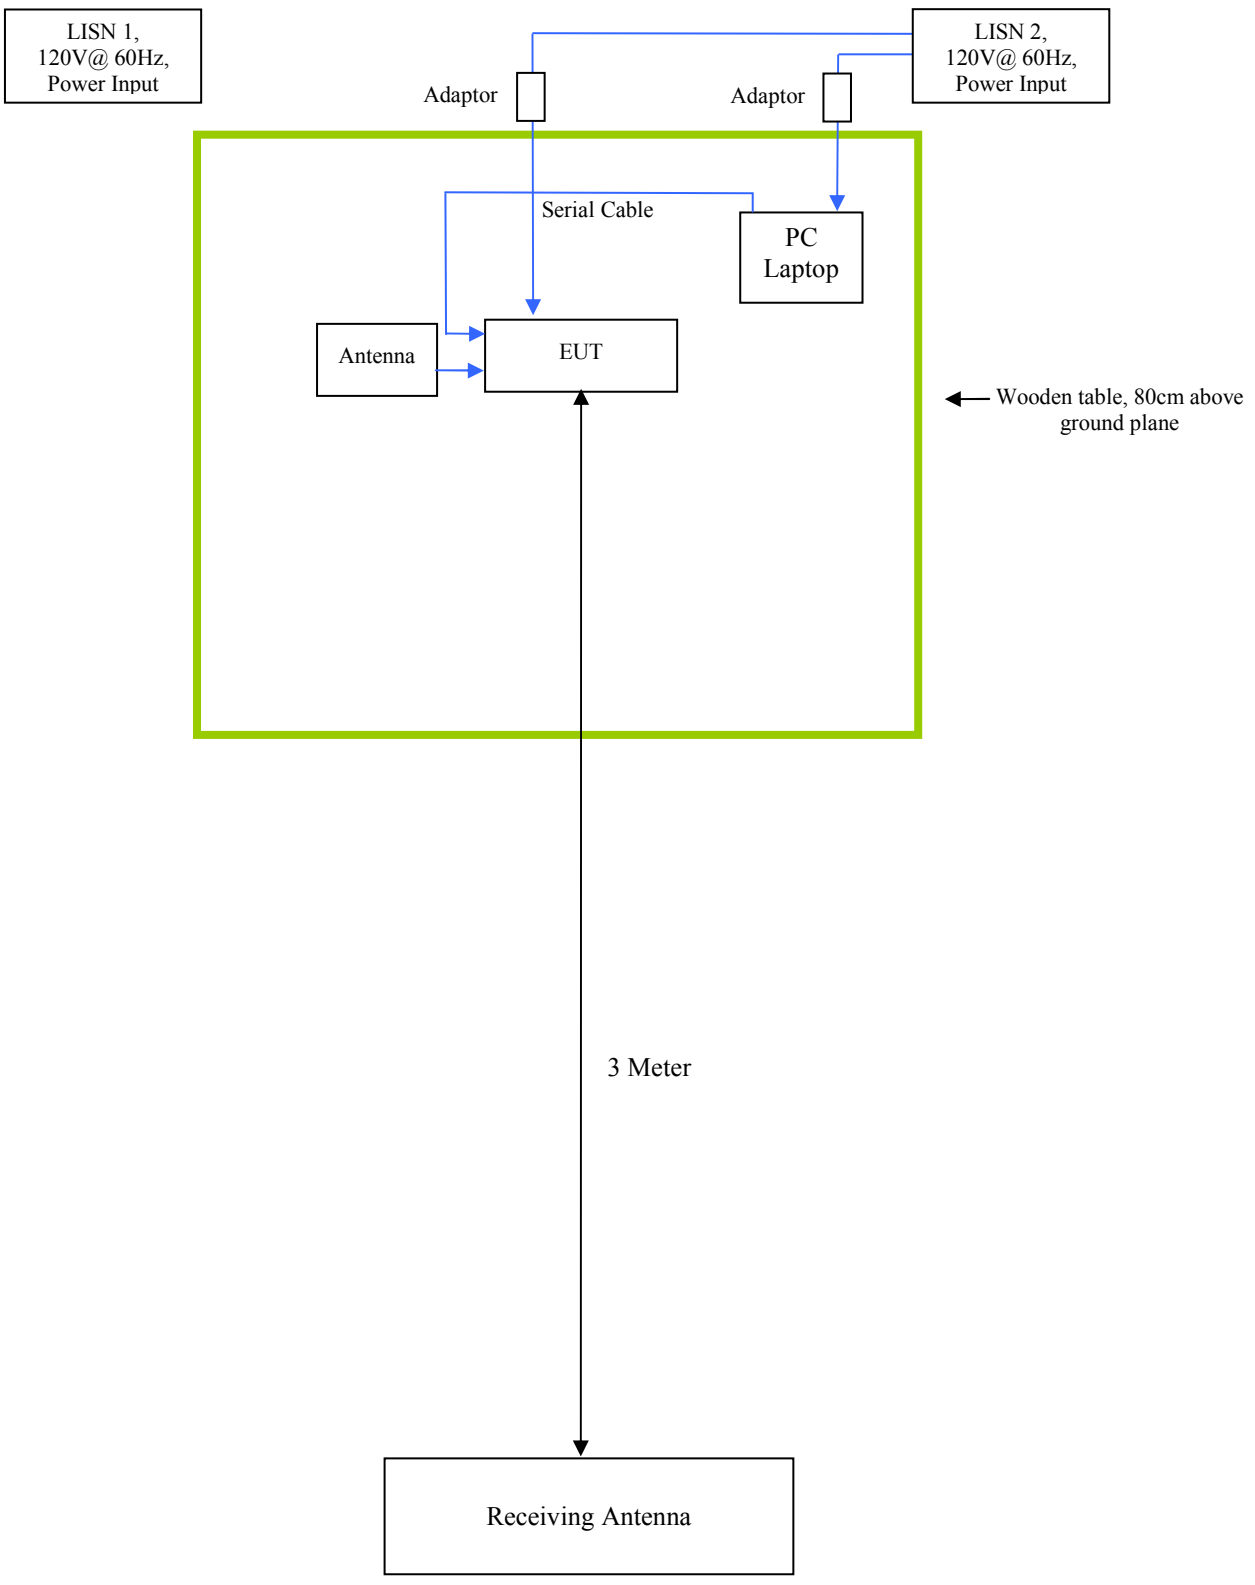 LISN 1,
120V@ 60Hz,
Power Input
LISN 2,
120V@ 60Hz,
Power Input
Adaptor
Adaptor
Serial Cable
PC
Laptop
Antenna
EUT
Wooden table, 80cm above
ground plane
3 Meter
Receiving Antenna